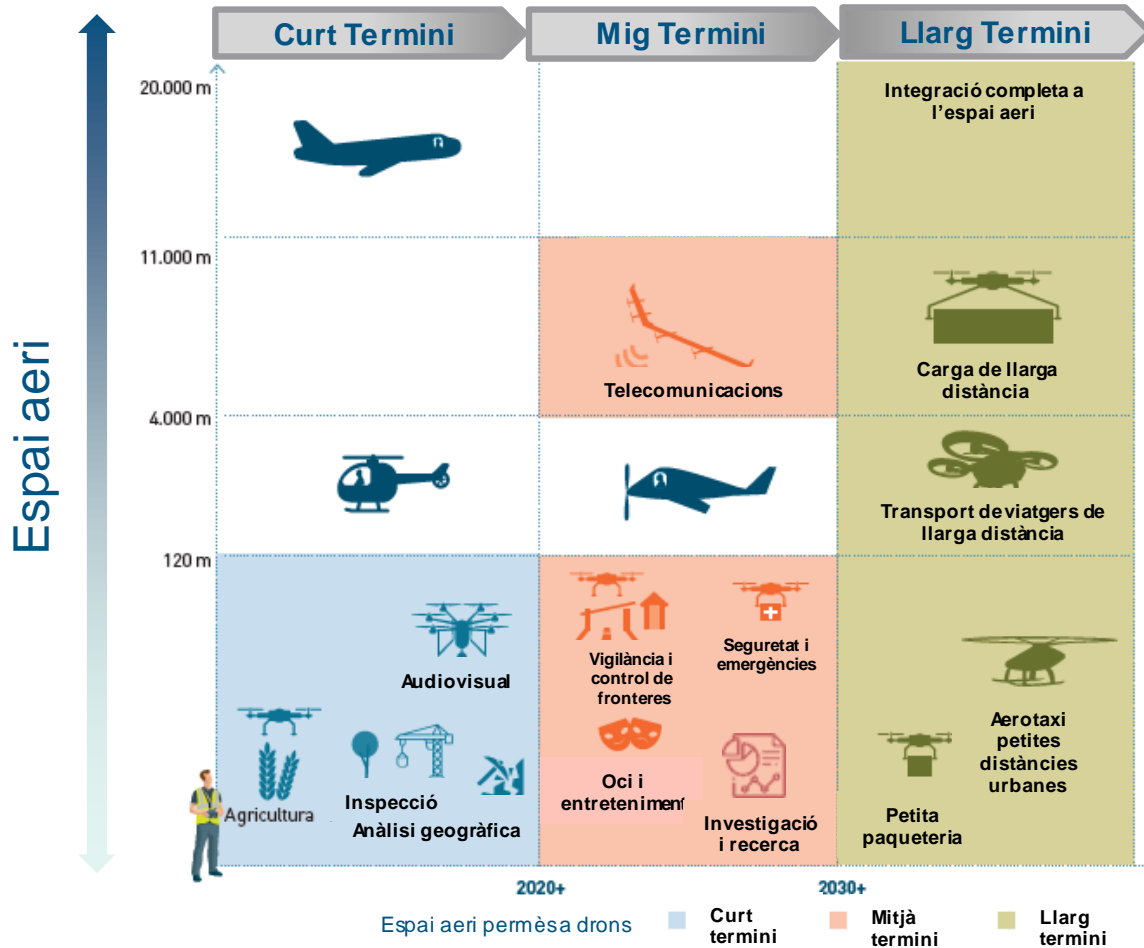 Curt Termini
Mig Termini
Llarg Termini
Espai aeri
20.000 m
11.000 m
4.000 m
120 m
Integració completa a
l'espai aeri
Telecomunicacions
Carga de llarga
distància
Transport de viatgers de
llarga distància
Audiovisual
Agricultura
Inspecció
Anàlisi geogràfica
Vigilància i
control de
fronteres
Seguretat i
emergències
Oci i
entreteniment
Investigació
i recerca
Aerotaxi
petites
distàncies
urbanes
Petita
paqueteria
2020+
2030+
Espai aeri permès a drons
Curt
termini
Mitjà
termini
Llarg
termini